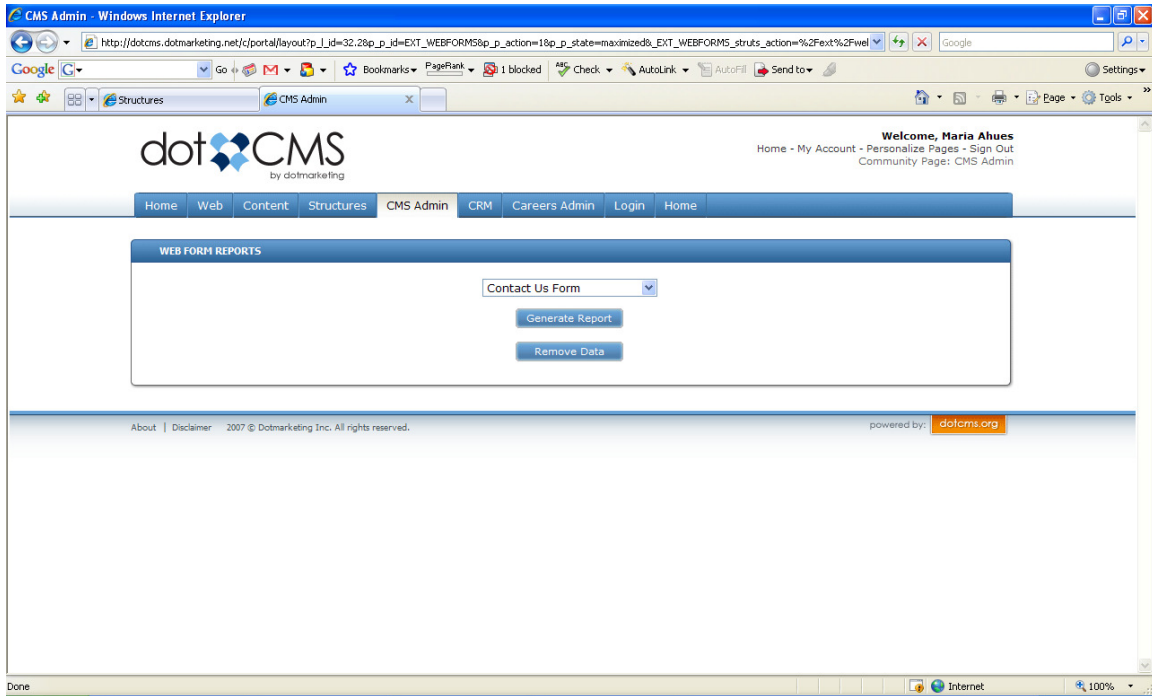 CMS Admin - Windows Internet Explorer
http://dotcms.dotmarketing.net/c/portal/layout?p_l_id=32.2&p_p_id=EXT_WEBFORMS&p_p_action=1&p_p_state=maximized&_EXT_WEBFORMS_struts_action=%2Fext%2Fwel
Google
Google G Go Bookmarks PageRank 1 blocked ABC Check AutoLink AutoFill Send to Settings
Structures CMS Admin X Page Tools »
dotCMS
by dotmarketing
Welcome, Maria Ahues
Home - My Account - Personalize Pages - Sign Out
Community Page: CMS Admin
Home Web Content Structures CMS Admin CRM Careers Admin Login Home
WEB FORM REPORTS
Contact Us Form
Generate Report
Remove Data
About | Disclaimer 2007 © Dotmarketing Inc. All rights reserved. powered by: dotcms.org
Done Internet 100%